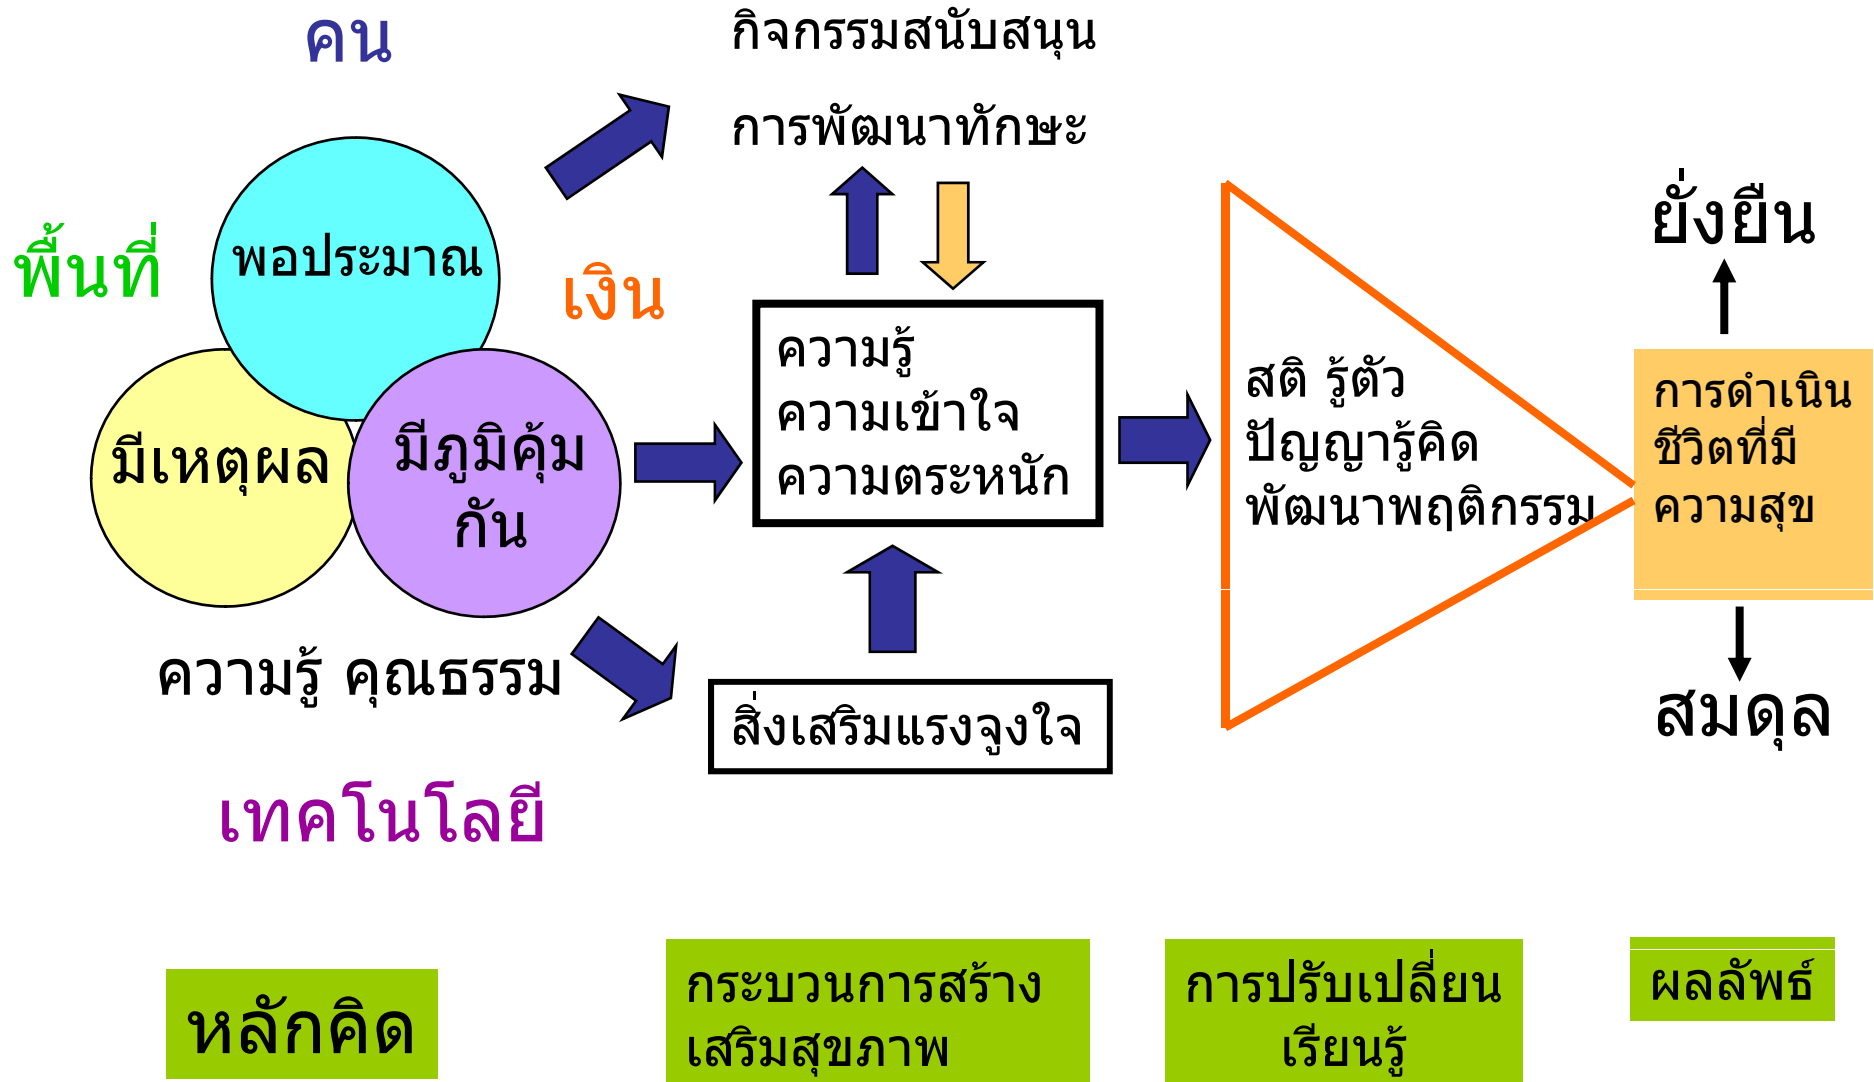 คน
พื้นที่
พอประมาณ
เงิน
มีเหตุผล
มีภูมิคุ้ม
กัน
ความรู้ คุณธรรม
เทคโนโลยี
หลักคิด
กิจกรรมสนับสนุน
การพัฒนาทักษะ
ความรู้
ความเข้าใจ
ความตระหนัก
สิ่งเสริมแรงจูงใจ
กระบวนการสร้าง
เสริมสุขภาพ
สติ รู้ตัว
ปัญญารู้คิด
พัฒนาพฤติกรรม
การปรับเปลี่ยน
เรียนรู้
ยั่งยืน
การดำเนิน
ชีวิตที่มี
ความสุข
สมดุล
ผลลัพธ์